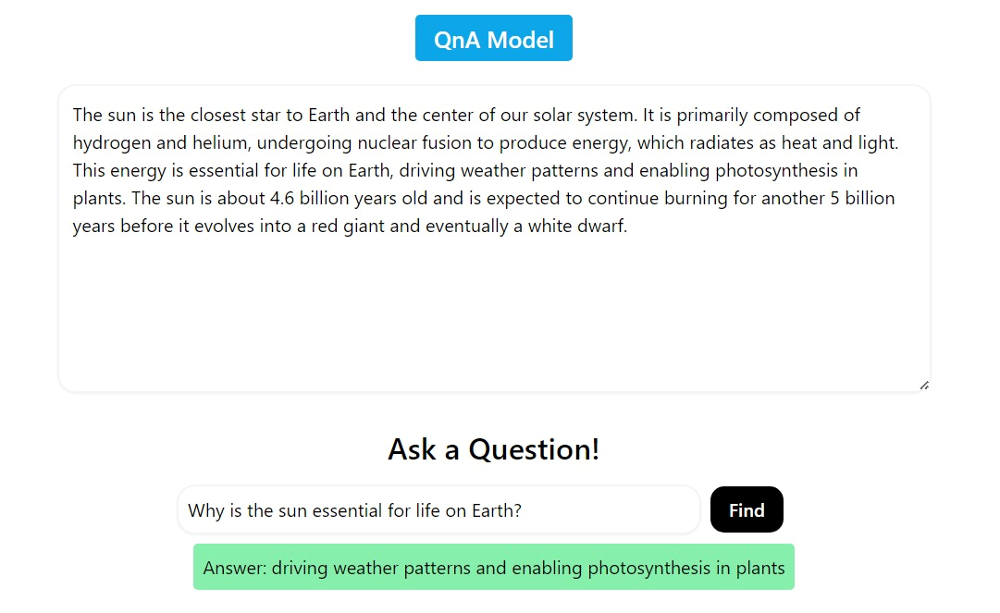 QnA Model
The sun is the closest star to Earth and the center of our solar system. It is primarily composed of
hydrogen and helium, undergoing nuclear fusion to produce energy, which radiates as heat and light.
This energy is essential for life on Earth, driving weather patterns and enabling photosynthesis in
plants. The sun is about 4.6 billion years old and is expected to continue burning for another 5 billion
years before it evolves into a red giant and eventually a white dwarf.
Ask a Question!
Why is the sun essential for life on Earth?
Find
Answer: driving weather patterns and enabling photosynthesis in plants